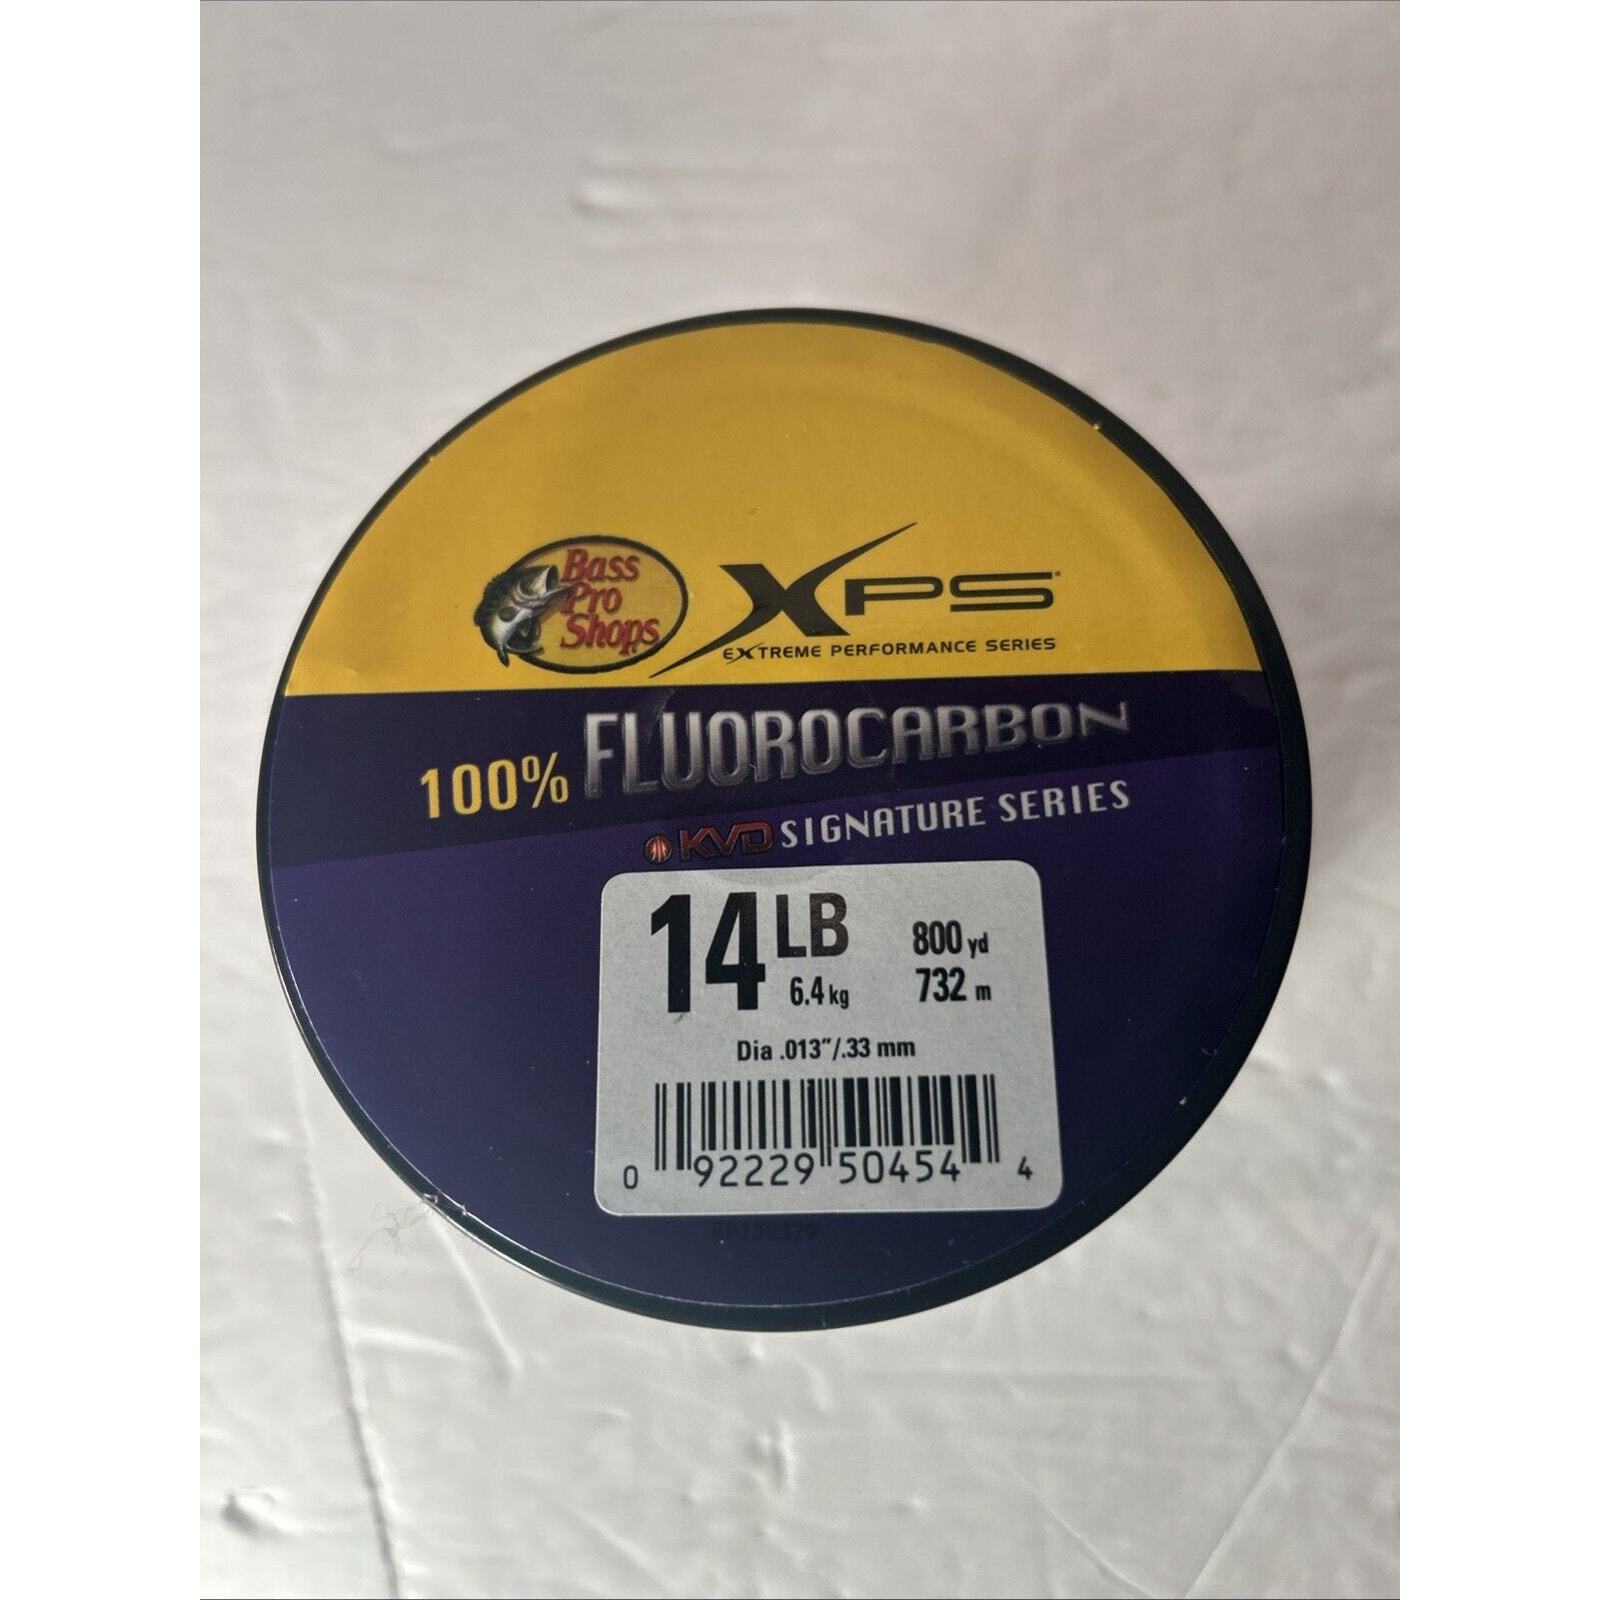 Bass
Pro
Shops
XPS
EXTREME PERFORMANCE SERIES
100% FLUOROCARBON
KVD SIGNATURE SERIES
14 LB
6.4 kg
800 yd
732 m
Dia .013"/.33 mm
0 92229 50454 4